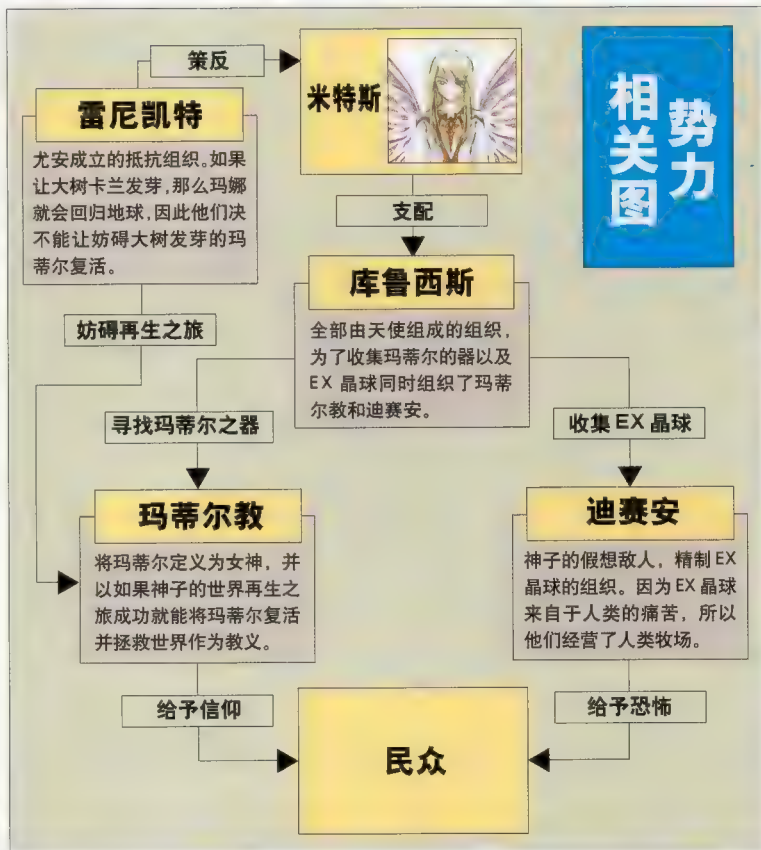 势力
相关图
策反
米特斯
雷尼凯特
尤安成立的抵抗组织。如果
让大树卡兰发芽,那么玛娜
就会回归地球,因此他们决
不能让妨碍大树发芽的玛
蒂尔复活。
支配
妨碍再生之旅
库鲁西斯
全部由天使组成的组织,
为了收集玛蒂尔的器以及
EX 晶球同时组织了玛蒂
尔教和迪赛安。
寻找玛蒂尔之器
收集EX 晶球
玛蒂尔教
将玛蒂尔定义为女神，并
以如果神子的世界再生之
旅成功就能将玛蒂尔复活
并拯救世界作为教义。
迪赛安
神子的假想敌人，精制EX
晶球的组织。因为EX 晶球
来自于人类的痛苦，所以
他们经营了人类牧场。
给予信仰
给予恐怖
民众